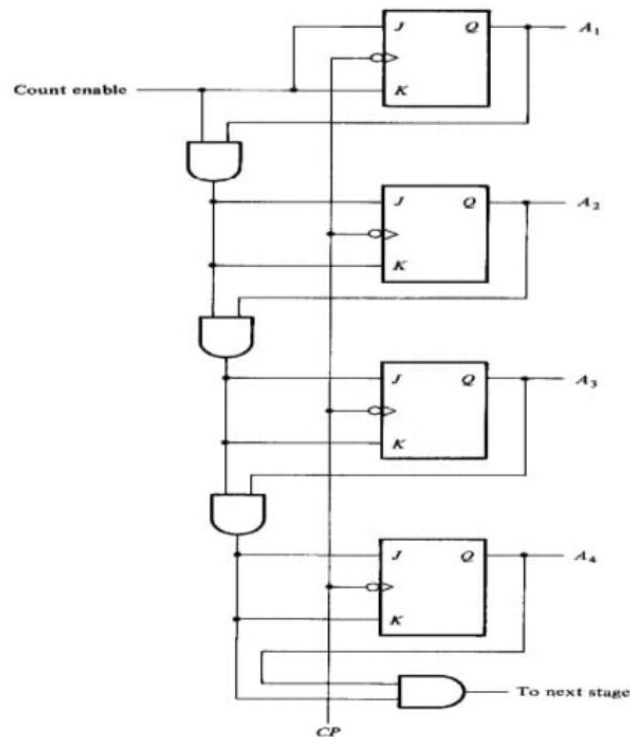 J Q A₁
Count enable
K
J Q A₂
K
J Q A₃
K
J Q A₄
K
To next stage
CP